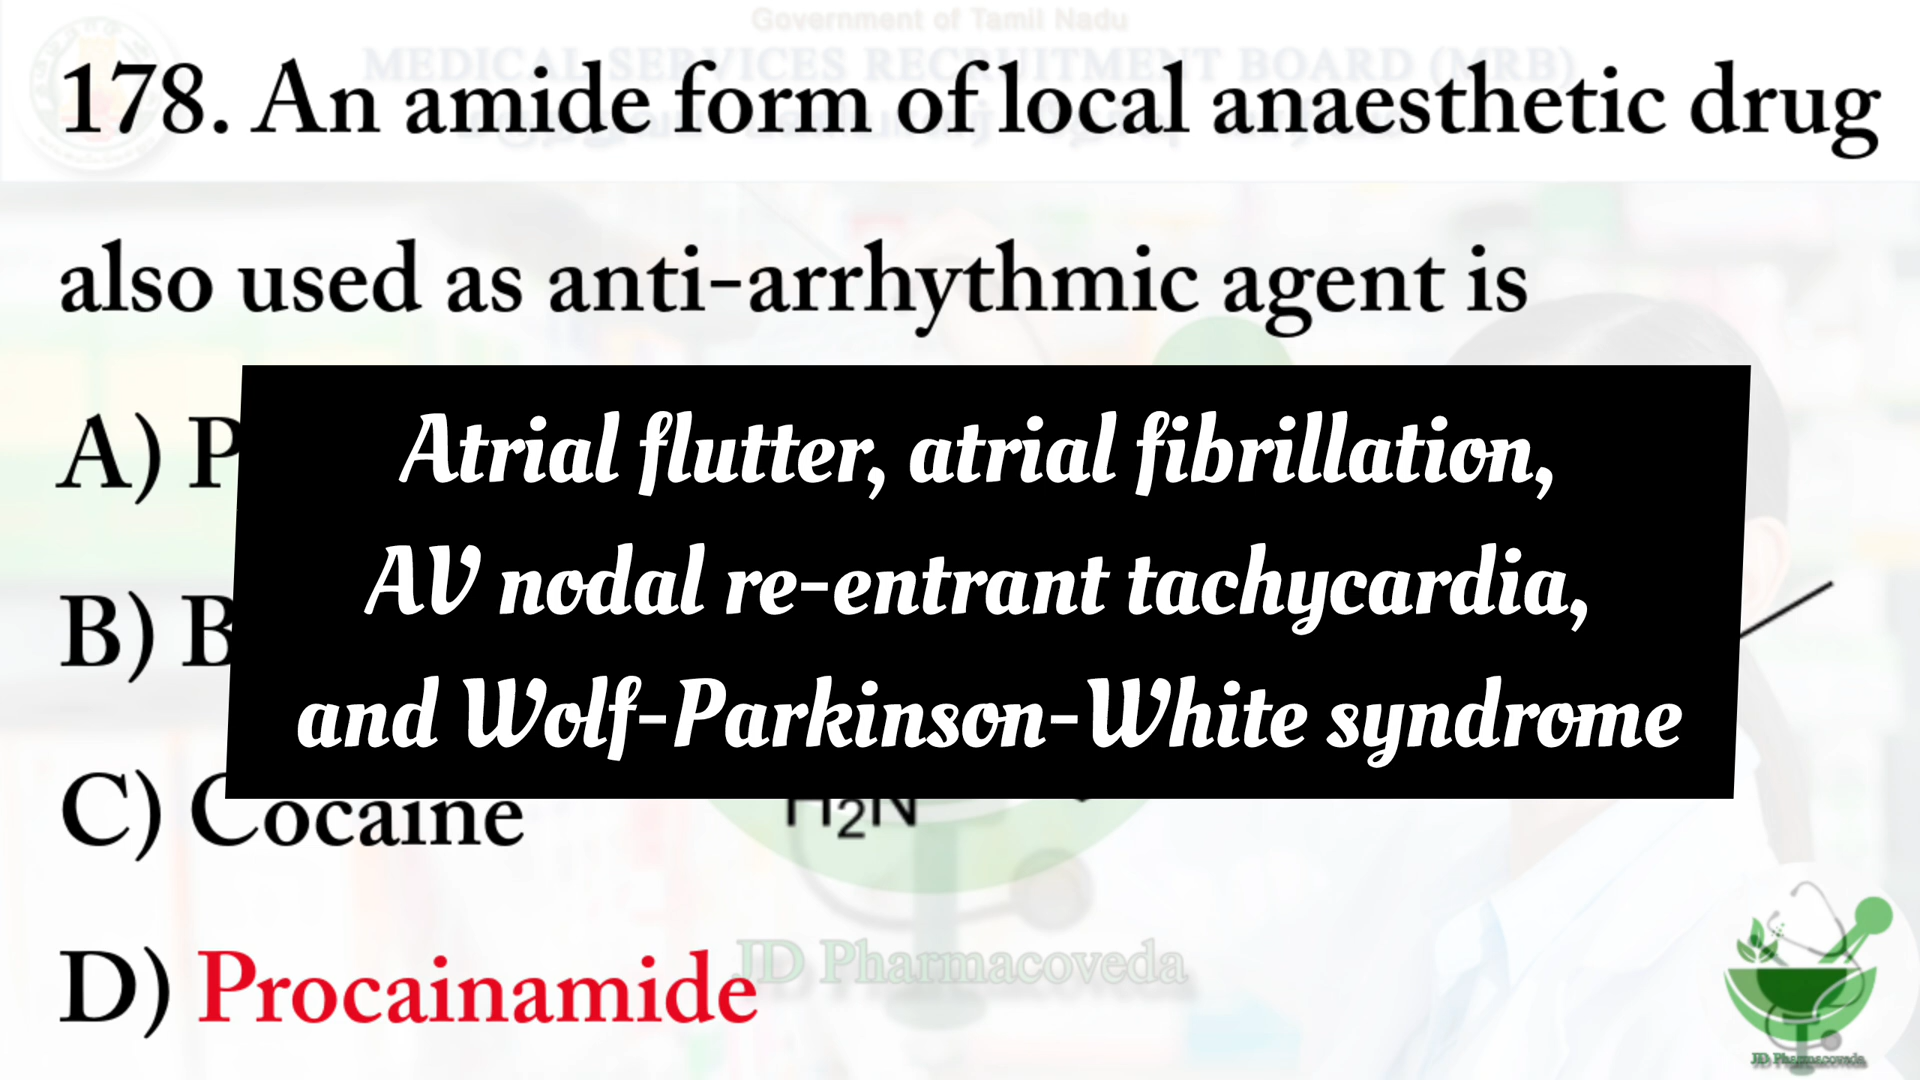 Government of Tamil Nadu
MEDICAL SERVICES RECRUITMENT BOARD (MRB)
178. An amide form of local anaesthetic drug
also used as anti-arrhythmic agent is
A) P
Atrial flutter, atrial fibrillation,
AV nodal re-entrant tachycardia,
B) B
and Wolf-Parkinson-White syndrome
C) Cocaine
H2N
D) Procainamide
JD Pharmacoveda
JD Pharmacoveda